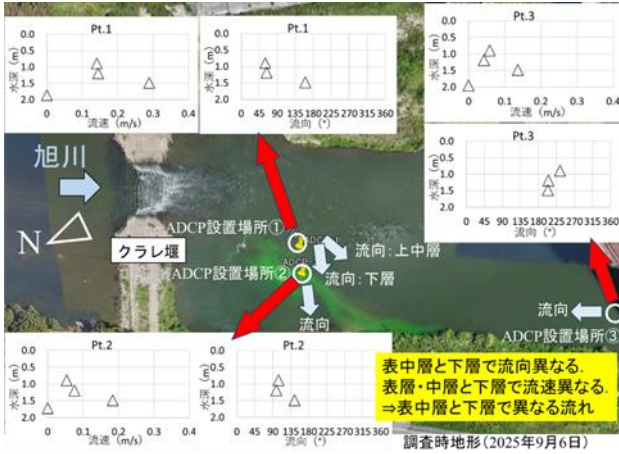 Pt.1
水深（m）
0.0
0.5
1.0
1.5
2.0
0
0.2
0.4
流速（m/s）
Pt.1
水深（m）
0.0
0.5
1.0
1.5
2.0
0 45 90 135 180 225 270 315 360
流向（°）
Pt.3
水深（m）
0.0
0.5
1.0
1.5
2.0
0
0.2
0.4
流速（m/s）
Pt.3
水深（m）
0.0
0.5
1.0
1.5
2.0
0 45 90 135 180 225 270 315 360
流向（°）
旭川
N
クラレ堰
ADCP設置場所①
流向：上中層
ADCP
ADCP設置場所②
流向：下層
流向
流向
ADCP設置場所③
Pt.2
水深（m）
0.0
0.5
1.0
1.5
2.0
0
0.2
0.4
流速（m/s）
Pt.2
水深（m）
0.0
0.5
1.0
1.5
2.0
0 45 90 135 180 225 270 315 360
流向（°）
表中層と下層で流向異なる.
表層・中層と下層で流速異なる.
⇒表中層と下層で異なる流れ
調査時地形（2025年9月6日）